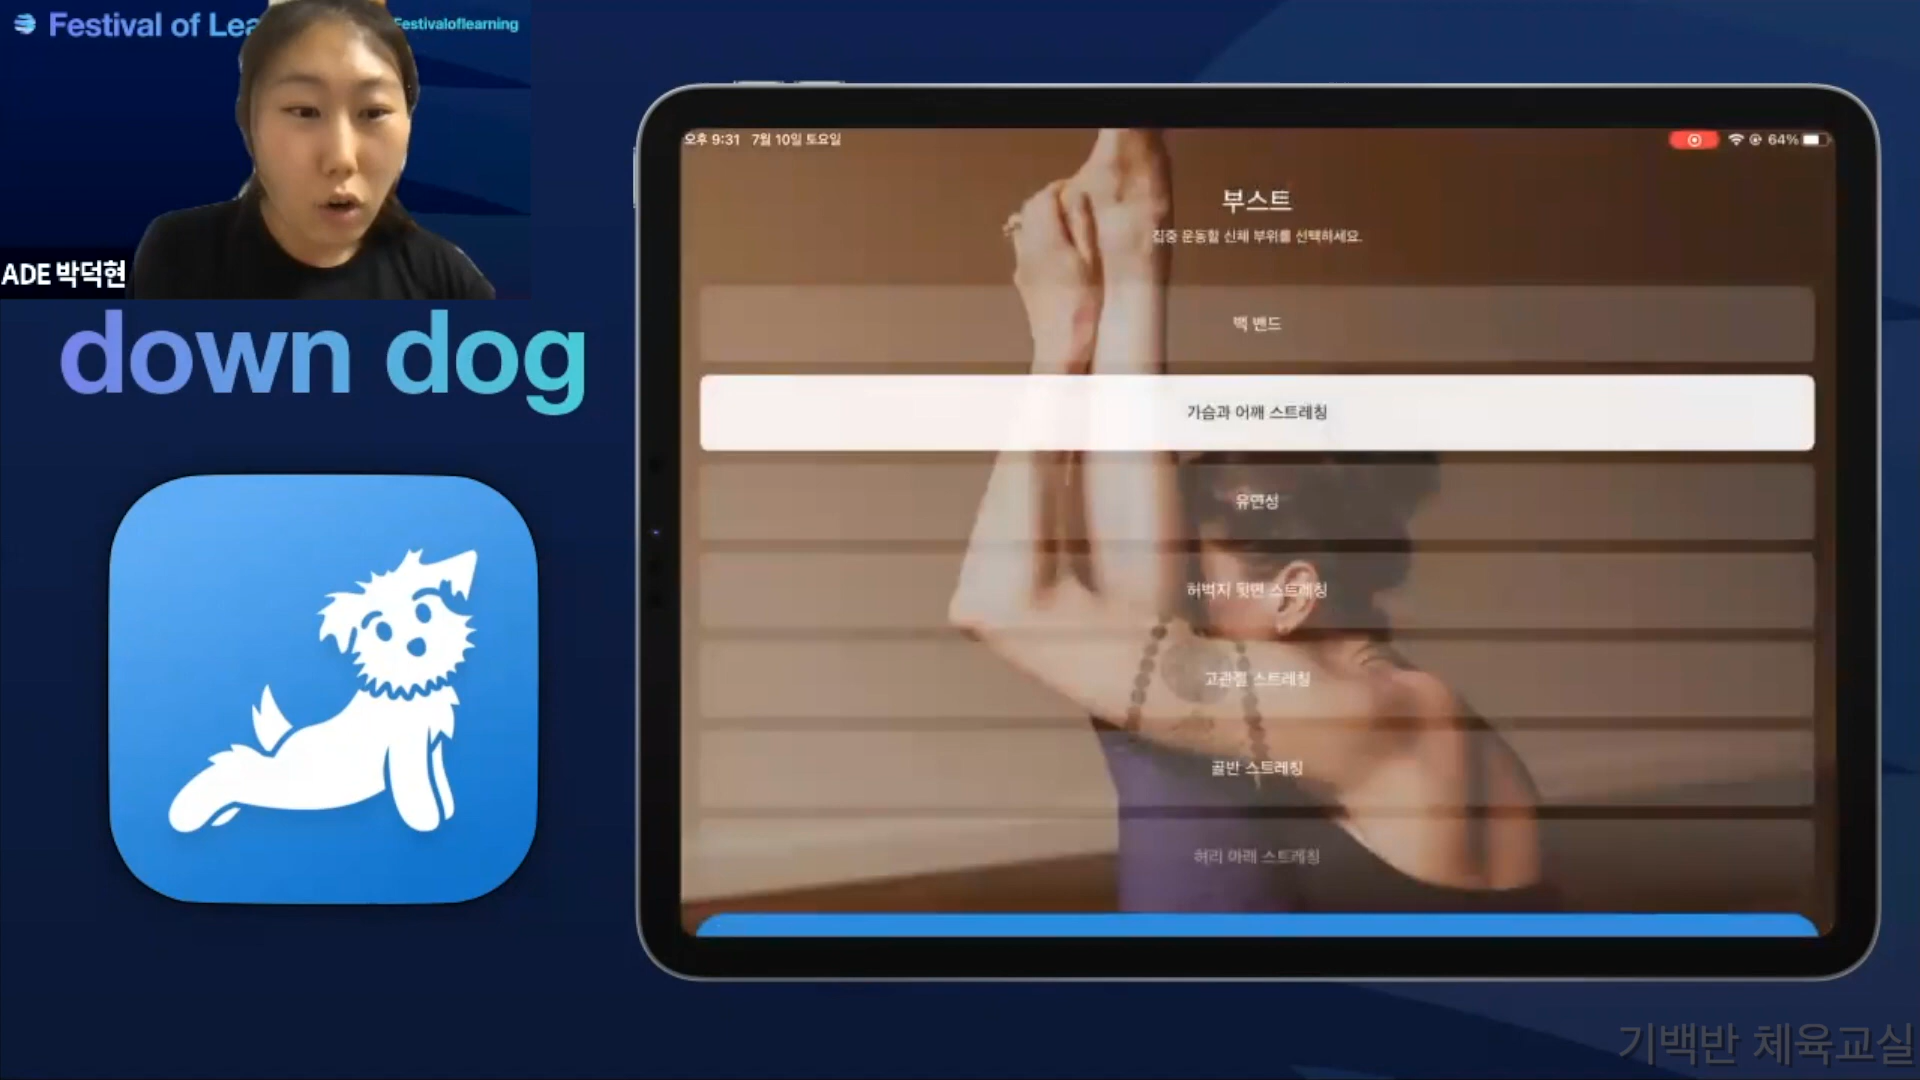 Festival of Lea
Festivaloflearning
ADE 박덕현
down dog
오후 9:31 7월 10일 토요일
64%
부스트
집중 운동할 신체 부위를 선택하세요.
백 밴드
가슴과 어깨 스트레칭
유연성
허벅지 뒷면 스트레칭
고관절 스트레칭
골반 스트레칭
허리 아래 스트레칭
기백반 체육교실